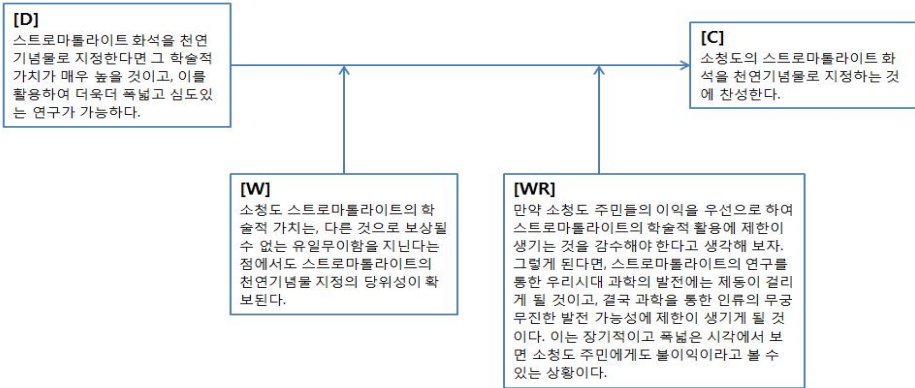 [D]
스트로마톨라이트 화석을 천연
기념물로 지정한다면 그 학술적
가치가 매우 높을 것이고, 이를
활용하여 더욱더 폭넓고 심도있
는 연구가 가능하다.
[C]
소청도의 스트로마톨라이트 화
석을 천연기념물로 지정하는 것
에 찬성한다.
[W]
소청도 스트로마톨라이트의 학
술적 가치는, 다른 것으로 보상될
수 없는 유일무이함을 지닌다는
점에서도 스트로마톨라이트의
천연기념물 지정의 당위성이 확
보된다.
[WR]
만약 소청도 주민들의 이익을 우선으로 하여
스트로마톨라이트의 학술적 활용에 제한이
생기는 것을 감수해야 한다고 생각해 보자.
그렇게 된다면, 스트로마톨라이트의 연구를
통한 우리시대 과학의 발전에는 제동이 걸리
게 될 것이고, 결국 과학을 통한 인류의 무궁
무진한 발전 가능성에 제한이 생기게 될 것
이다. 이는 장기적이고 폭넓은 시각에서 보
면 소청도 주민에게도 불이익이라고 볼 수
있는 상황이다.